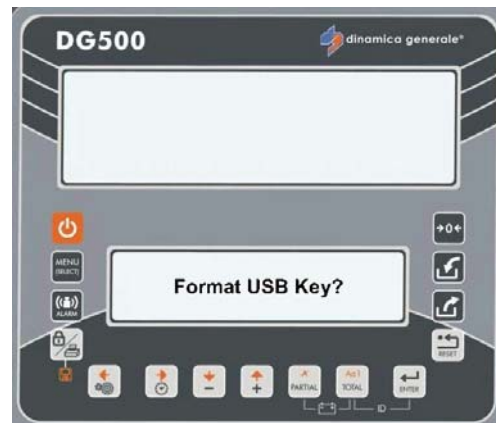 DG500
dinamica generale®
→0←
MENU
(SELECT)
Format USB Key?
ALARM
RESET
PARTIAL
TOTAL
ENTER
ID